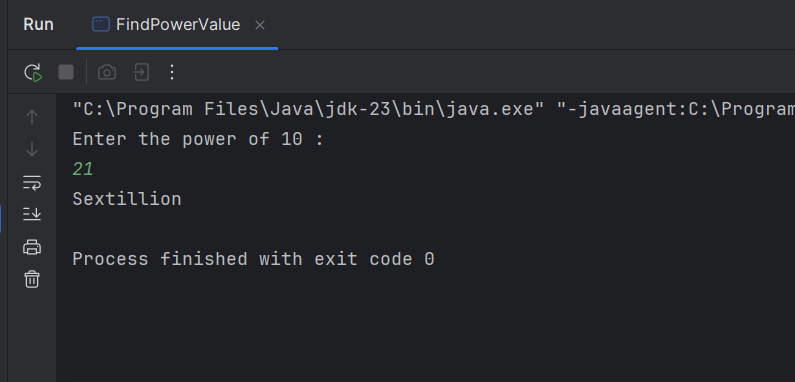 Run FindPowerValue
"C:\Program Files\Java\jdk-23\bin\java.exe" "-javaagent:C:\Program
Enter the power of 10 :
21
Sextillion
Process finished with exit code 0